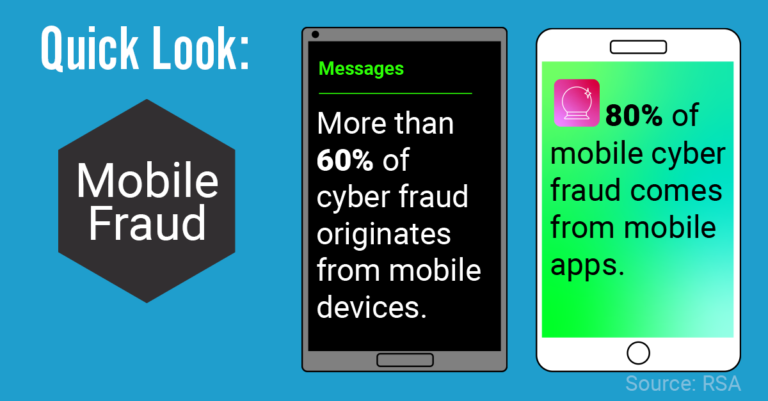 Quick Look:
Mobile
Fraud
Messages
More than
60% of
cyber fraud
originates
from mobile
devices.
80% of
mobile cyber
fraud comes
from mobile
apps.
Source: RSA